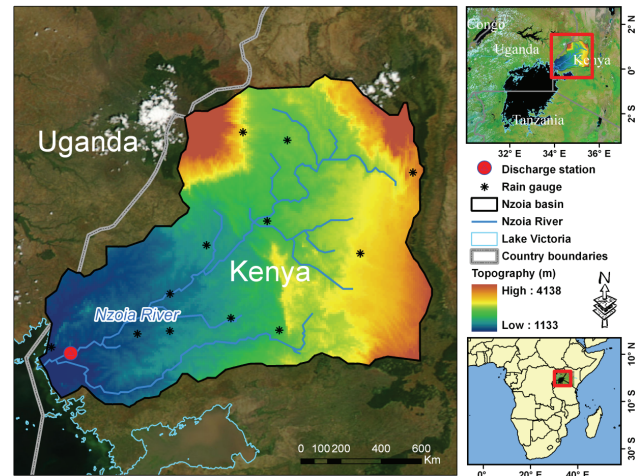 Uganda
Kenya
Nzoia River
0 100 200 400 600
Km
Congo
Uganda
Kenya
Tanzania
2° N
0°
2° S
32° E 34° E 36° E
Discharge station
Rain gauge
Nzoia basin
Nzoia River
Lake Victoria
Country boundaries
Topography (m)
High : 4138
Low : 1133
N
10° N
10° S
30° S
0° 20° E 40° E